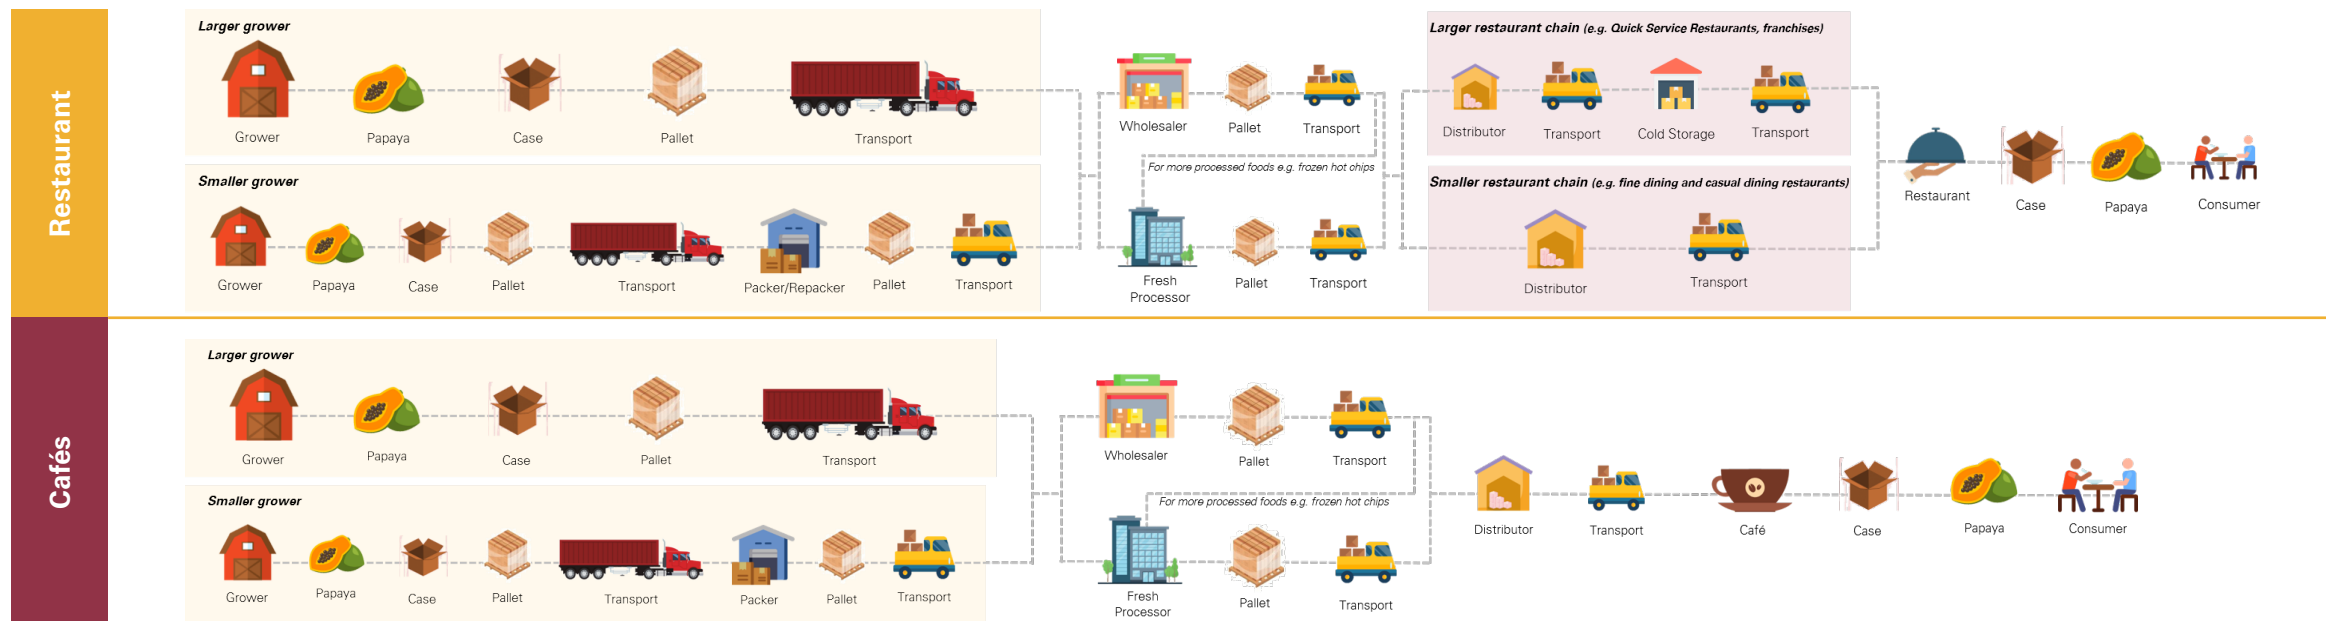 Restaurant
Larger grower
Grower
Papaya
Case
Pallet
Transport
Smaller grower
Grower
Papaya
Case
Pallet
Transport
Packer/Repacker
Pallet
Transport
Wholesaler
Pallet
Transport
For more processed foods e.g. frozen hot chips
Fresh
Processor
Pallet
Transport
Larger restaurant chain (e.g. Quick Service Restaurants, franchises)
Distributor
Transport
Cold Storage
Transport
Smaller restaurant chain (e.g. fine dining and casual dining restaurants)
Distributor
Transport
Restaurant
Case
Papaya
Consumer
Cafés
Larger grower
Grower
Papaya
Case
Pallet
Transport
Smaller grower
Grower
Papaya
Case
Pallet
Transport
Packer
Pallet
Transport
Wholesaler
Pallet
Transport
For more processed foods e.g. frozen hot chips
Fresh
Processor
Pallet
Transport
Distributor
Transport
Café
Case
Papaya
Consumer